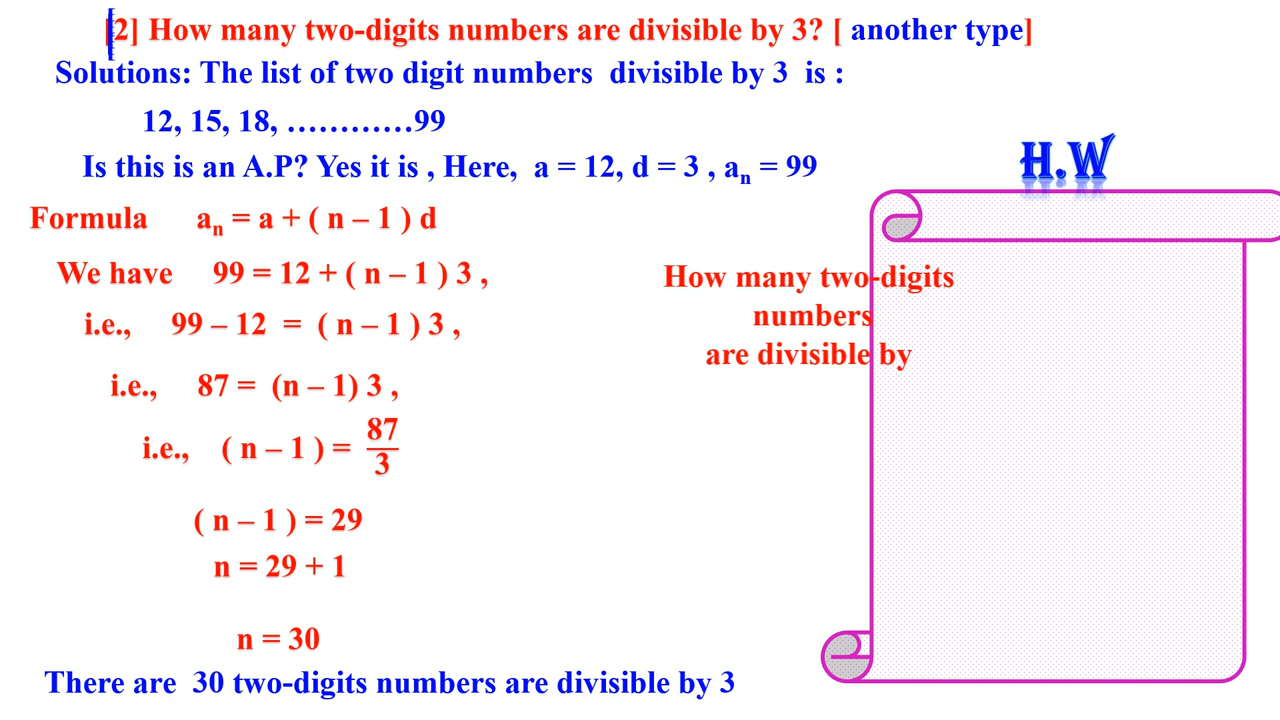 [2] How many two-digits numbers are divisible by 3? [ another type]
Solutions: The list of two digit numbers divisible by 3 is :
12, 15, 18, …………99
Is this is an A.P? Yes it is , Here, a = 12, d = 3 , aₙ = 99
Formula aₙ = a + ( n – 1 ) d
We have 99 = 12 + ( n – 1 ) 3 ,
i.e., 99 – 12 = ( n – 1 ) 3 ,
i.e., 87 = (n – 1) 3 ,
i.e., ( n – 1 ) = 87/3
( n – 1 ) = 29
n = 29 + 1
n = 30
There are 30 two-digits numbers are divisible by 3
H.W
How many two-digits
numbers
are divisible by